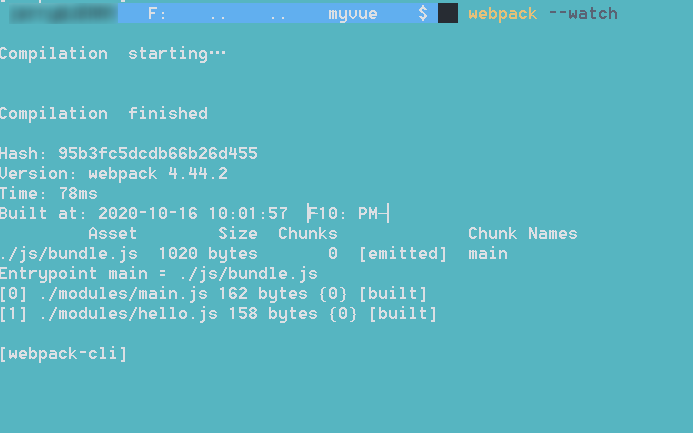 F: .. .. myvue $ webpack --watch
Compilation starting…
Compilation finished
Hash: 95b3fc5dcdb66b26d455
Version: webpack 4.44.2
Time: 78ms
Built at: 2020-10-16 10:01:57 F10: PM-
Asset Size Chunks Chunk Names
./js/bundle.js 1020 bytes 0 [emitted] main
Entrypoint main = ./js/bundle.js
[0] ./modules/main.js 162 bytes {0} [built]
[1] ./modules/hello.js 158 bytes {0} [built]
[webpack-cli]